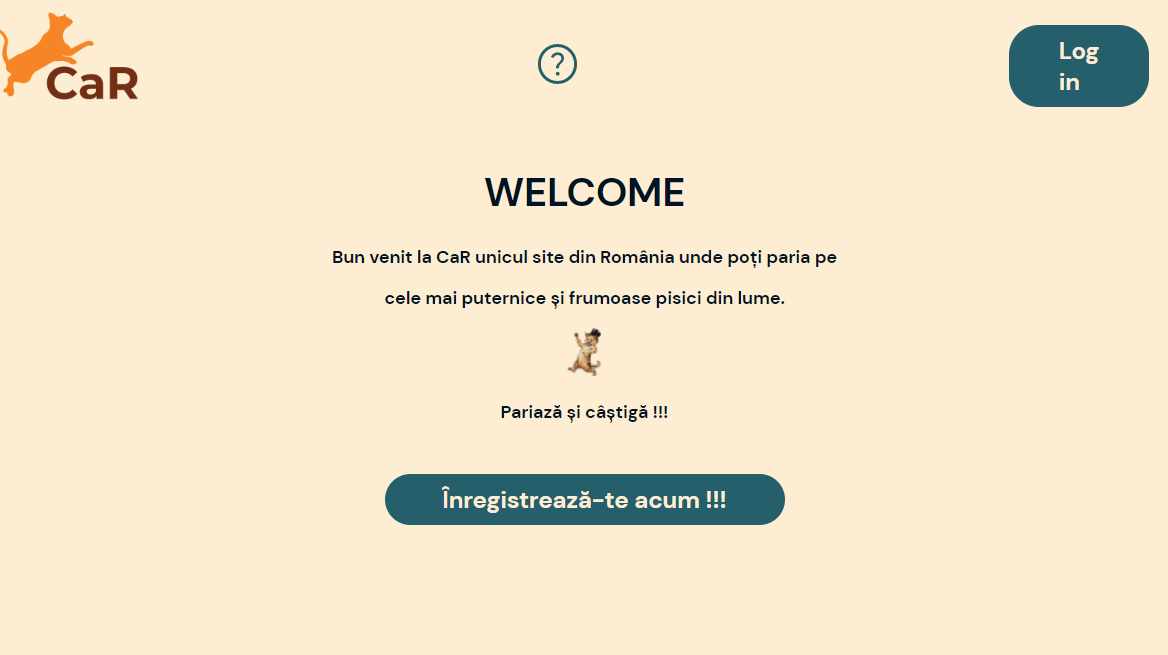 CaR
?
Log
in
WELCOME
Bun venit la CaR unicul site din România unde poți paria pe
cele mai puternice și frumoase pisici din lume.
Pariază și câștigă !!!
Înregistrează-te acum !!!